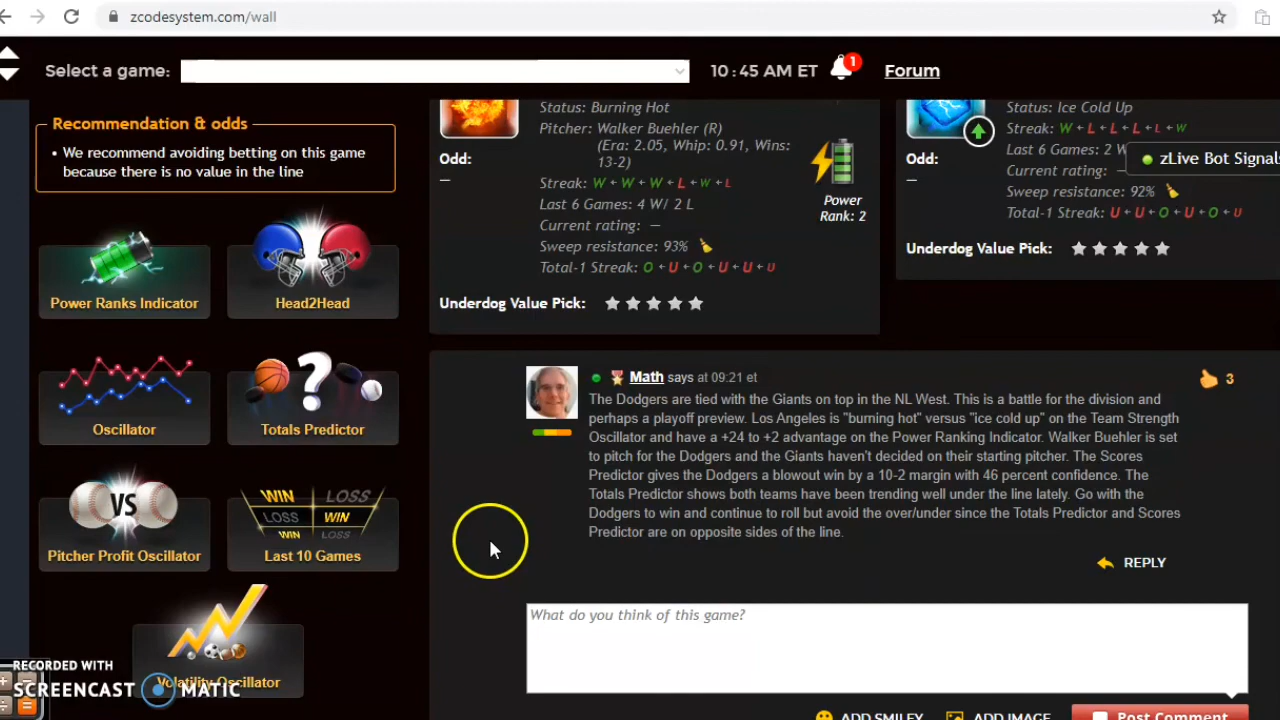 zcodesystem.com/wall
Select a game:
10:45 AM ET
1
Forum
Recommendation & odds
• We recommend avoiding betting on this game
because there is no value in the line
Power Ranks Indicator
Head2Head
Oscillator
Totals Predictor
VS
Pitcher Profit Oscillator
WIN LOSS
LOSS WIN
WIN LOSS
Last 10 Games
Volatility Oscillator
Status: Burning Hot
Pitcher: Walker Buehler (R)
(Era: 2.05, Whip: 0.91, Wins:
13-2)
Odd:
—
Streak: W ← W ← W ← L ← W ← L
Last 6 Games: 4 W/ 2 L
Current rating: —
Sweep resistance: 93%
Total-1 Streak: O ← U ← O ← U ← U ← U
Power
Rank: 2
Underdog Value Pick:
Status: Ice Cold Up
Streak: W ← L ← L ← L ← L ← W
Odd:
—
Last 6 Games: 2 W
Current rating: —
Sweep resistance: 92%
Total-1 Streak: U ← U ← O ← U ← O ← U
zLive Bot Signals
Underdog Value Pick:
Math says at 09:21 et
3
The Dodgers are tied with the Giants on top in the NL West. This is a battle for the division and
perhaps a playoff preview. Los Angeles is "burning hot" versus "ice cold up" on the Team Strength
Oscillator and have a +24 to +2 advantage on the Power Ranking Indicator. Walker Buehler is set
to pitch for the Dodgers and the Giants haven't decided on their starting pitcher. The Scores
Predictor gives the Dodgers a blowout win by a 10-2 margin with 46 percent confidence. The
Totals Predictor shows both teams have been trending well under the line lately. Go with the
Dodgers to win and continue to roll but avoid the over/under since the Totals Predictor and Scores
Predictor are on opposite sides of the line.
REPLY
What do you think of this game?
ADD SMILEY
ADD IMAGE
Post Comment
RECORDED WITH
SCREENCAST MATIC